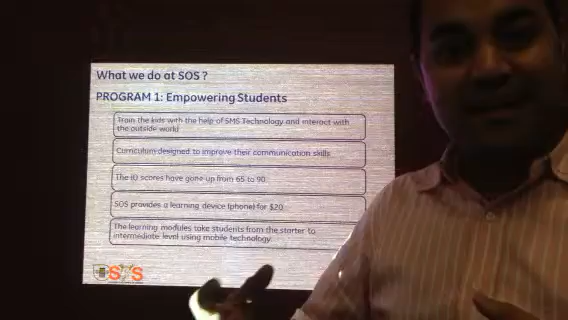 What we do at SOS ?
PROGRAM 1: Empowering Students
Train the kids with the help of SMS Technology and interact with
the outside world
Curriculum designed to improve their communication skills
The IQ scores have gone up from 65 to 90
SOS provides a learning device (phone) for $20
The learning modules take students from the starter to
intermediate level using mobile technology.
SOS